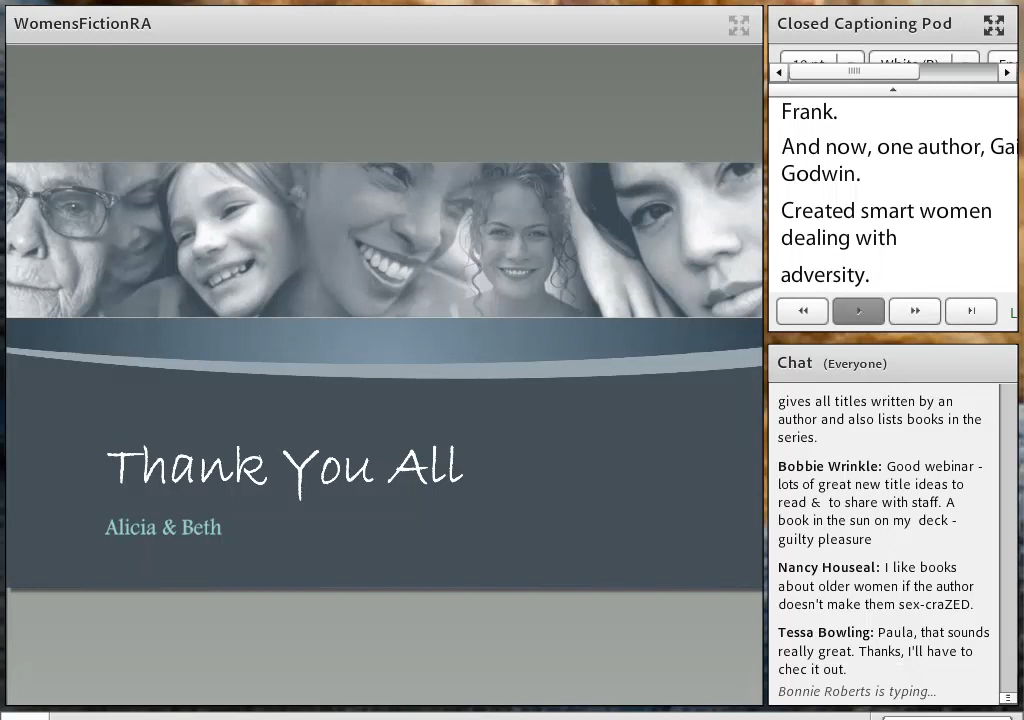 WomensFictionRA
Thank You All
Alicia & Beth
Closed Captioning Pod
Frank.
And now, one author, Gai
Godwin.
Created smart women
dealing with
adversity.
L
Chat (Everyone)
gives all titles written by an
author and also lists books in the
series.
Bobbie Wrinkle: Good webinar -
lots of great new title ideas to
read & to share with staff. A
book in the sun on my deck -
guilty pleasure
Nancy Houseal: I like books
about older women if the author
doesn't make them sex-craZED.
Tessa Bowling: Paula, that sounds
really great. Thanks, I'll have to
chec it out.
Bonnie Roberts is typing...